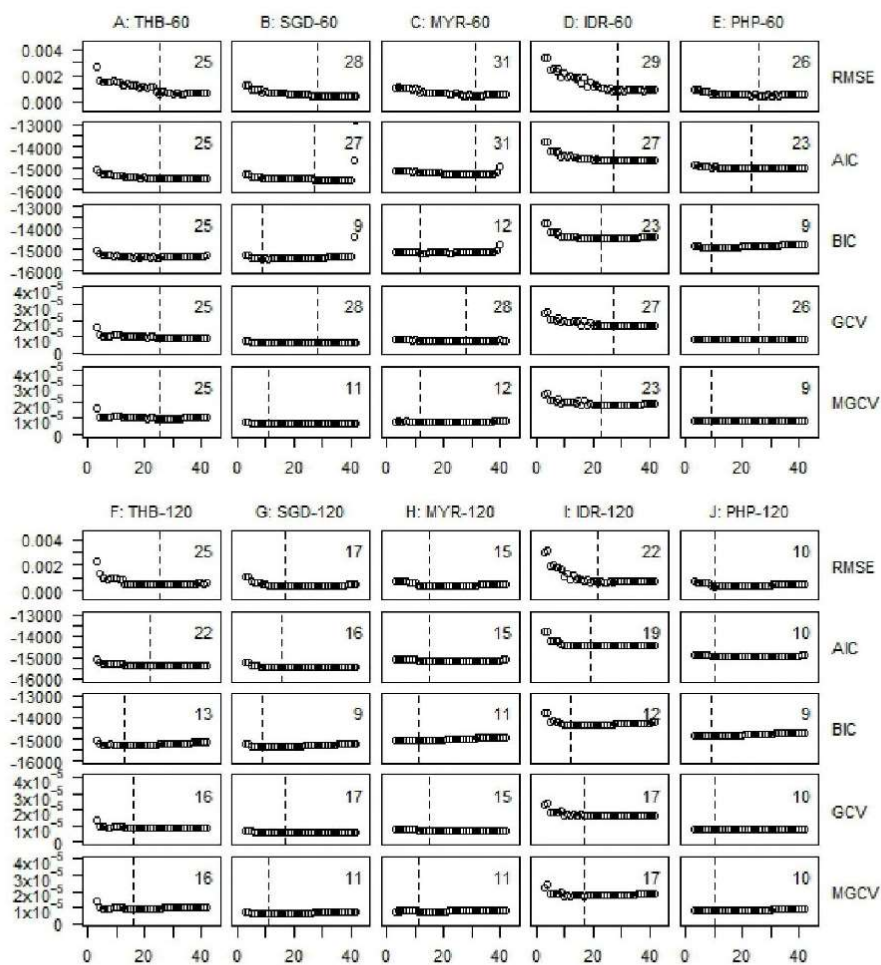 A: THB-60 B: SGD-60 C: MYR-60 D: IDR-60 E: PHP-60
0.004
0.002
0.000
25 28 31 29 26
RMSE
-13000
-14000
-15000
-16000
25 27 31 27 23
AIC
-13000
-14000
-15000
-16000
25 9 12 23 9
BIC
4x10^-5
3x10^-5
2x10^-5
1x10^-5
0
25 28 28 27 26
GCV
4x10^-5
3x10^-5
2x10^-5
1x10^-5
0
25 11 12 23 9
MGCV
0 20 40 0 20 40 0 20 40 0 20 40 0 20 40
F: THB-120 G: SGD-120 H: MYR-120 I: IDR-120 J: PHP-120
0.004
0.002
0.000
25 17 15 22 10
RMSE
-13000
-14000
-15000
-16000
22 16 15 19 10
AIC
-13000
-14000
-15000
-16000
13 9 11 12 9
BIC
4x10^-5
3x10^-5
2x10^-5
1x10^-5
0
16 17 15 17 10
GCV
4x10^-5
3x10^-5
2x10^-5
1x10^-5
0
16 11 11 17 10
MGCV
0 20 40 0 20 40 0 20 40 0 20 40 0 20 40